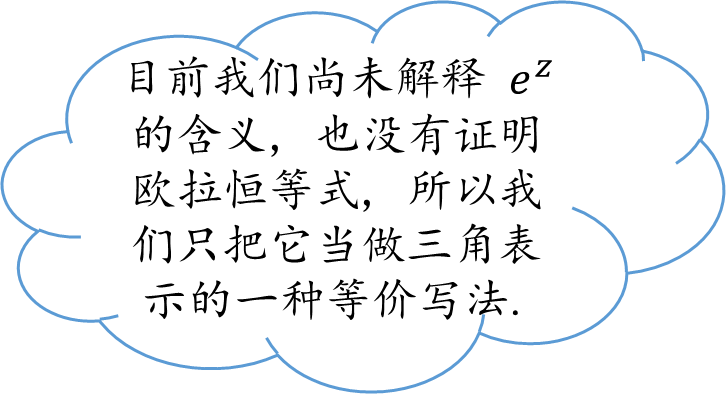 目前我们尚未解释 e^z
的含义，也没有证明
欧拉恒等式，所以我
们只把它当做三角表
示的一种等价写法.